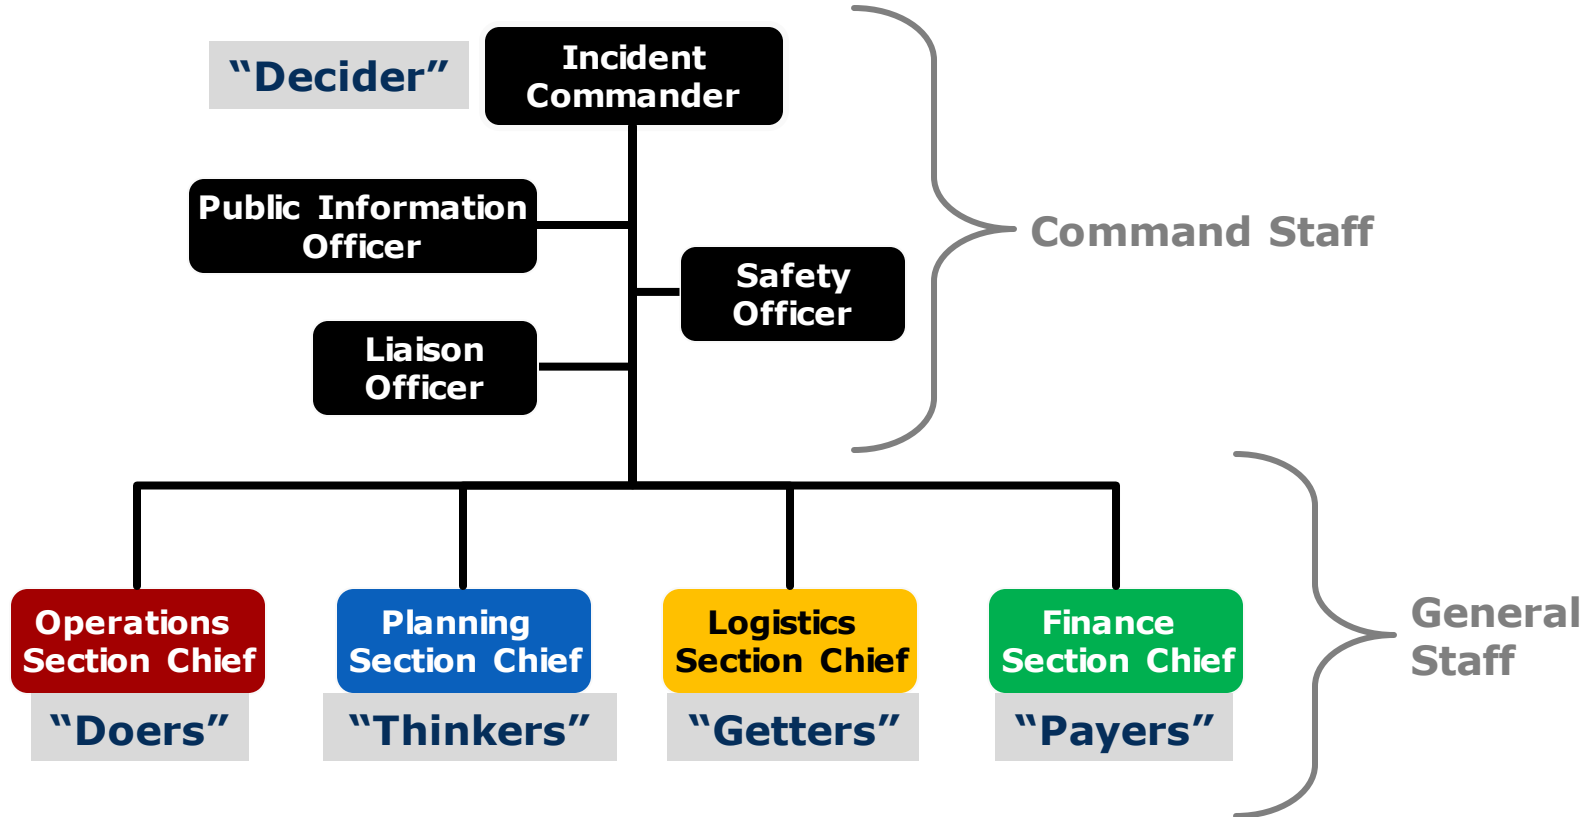 “Decider”
Incident
Commander
Public Information
Officer
Command Staff
Safety
Officer
Liaison
Officer
Operations
Section Chief
Planning
Section Chief
Logistics
Section Chief
Finance
Section Chief
General
Staff
“Doers”
“Thinkers”
“Getters”
“Payers”